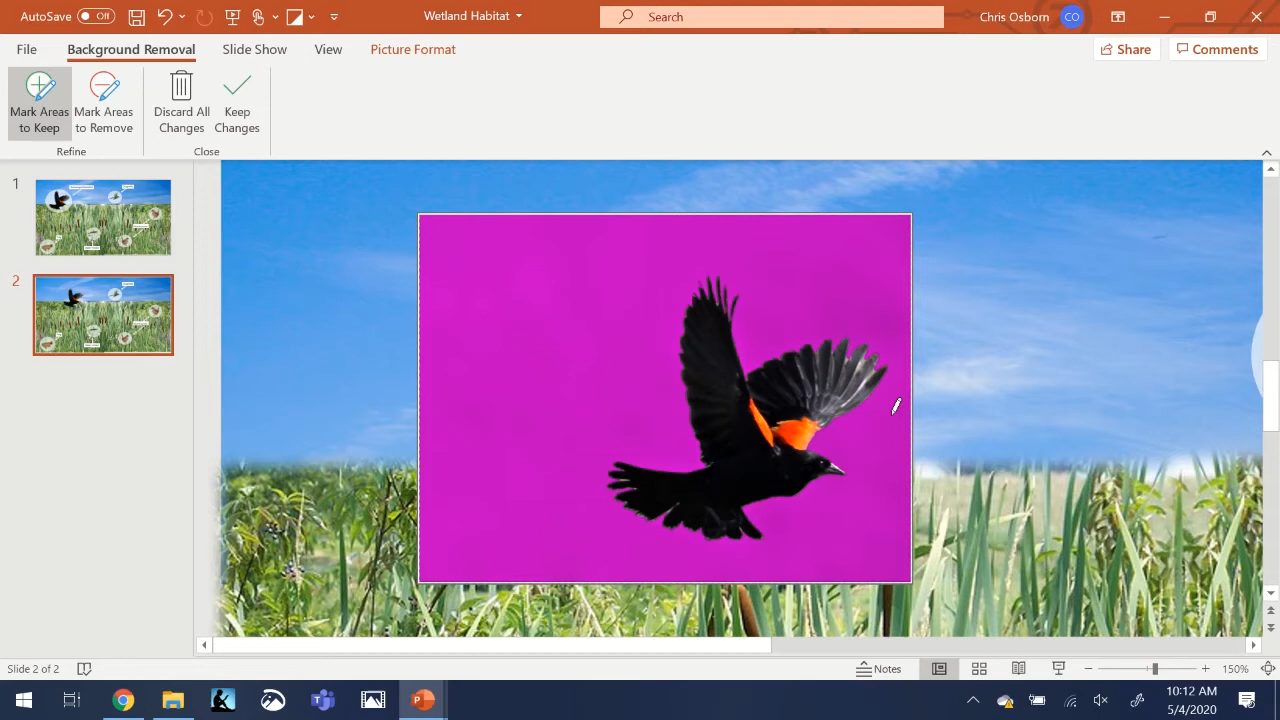 AutoSave Off Wetland Habitat Search Chris Osborn CO
File Background Removal Slide Show View Picture Format Share Comments
Mark Areas to Keep
Mark Areas to Remove
Discard All Changes
Keep Changes
Refine Close
1
2
Slide 2 of 2 Notes 150%
10:12 AM
5/4/2020